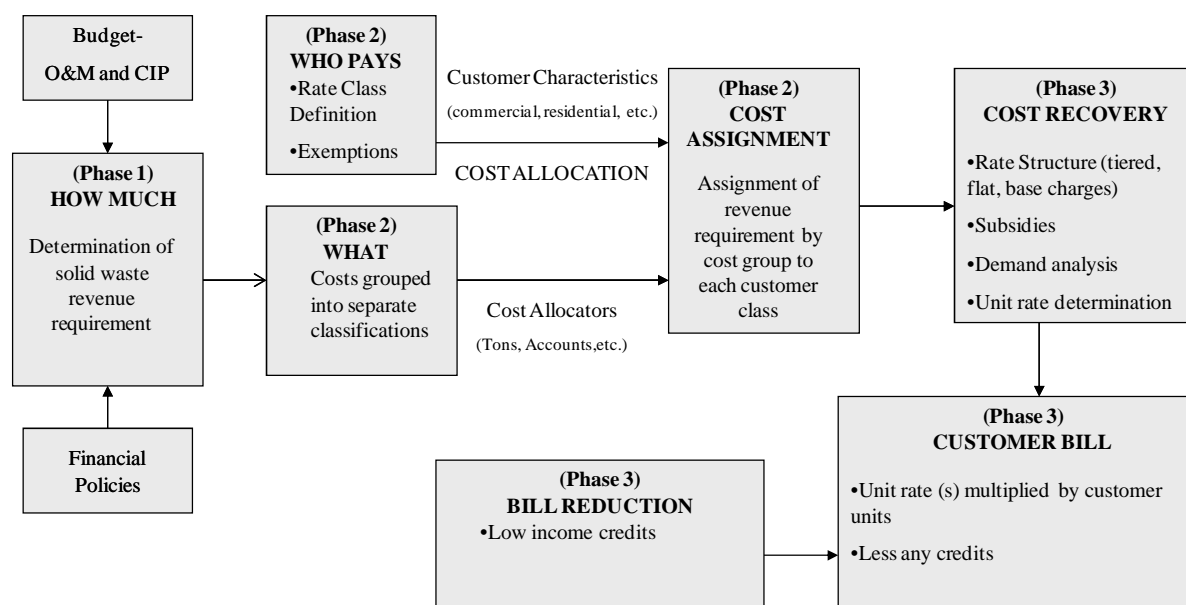 Budget-
O&M and CIP
(Phase 1)
HOW MUCH
Determination of
solid waste
revenue
requirement
Financial
Policies
(Phase 2)
WHO PAYS
•Rate Class
Definition
•Exemptions
Customer Characteristics
(commercial, residential, etc.)
COST ALLOCATION
(Phase 2)
WHAT
Costs grouped
into separate
classifications
Cost Allocators
(Tons, Accounts,etc.)
(Phase 2)
COST
ASSIGNMENT
Assignment of
revenue
requirement by
cost group to
each customer
class
(Phase 3)
COST RECOVERY
•Rate Structure (tiered,
flat, base charges)
•Subsidies
•Demand analysis
•Unit rate determination
(Phase 3)
BILL REDUCTION
•Low income credits
(Phase 3)
CUSTOMER BILL
•Unit rate (s) multiplied by customer
units
•Less any credits